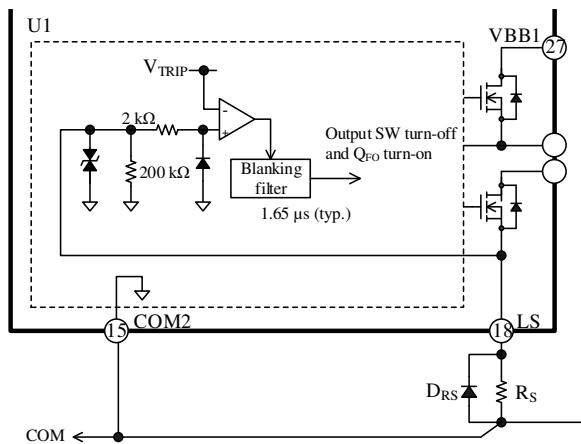 U1
VBB1
27
VTRIP
2 kΩ
200 kΩ
-
+
Blanking
filter
1.65 µs (typ.)
Output SW turn-off
and QFO turn-on
15
COM2
18
LS
DRS
RS
COM